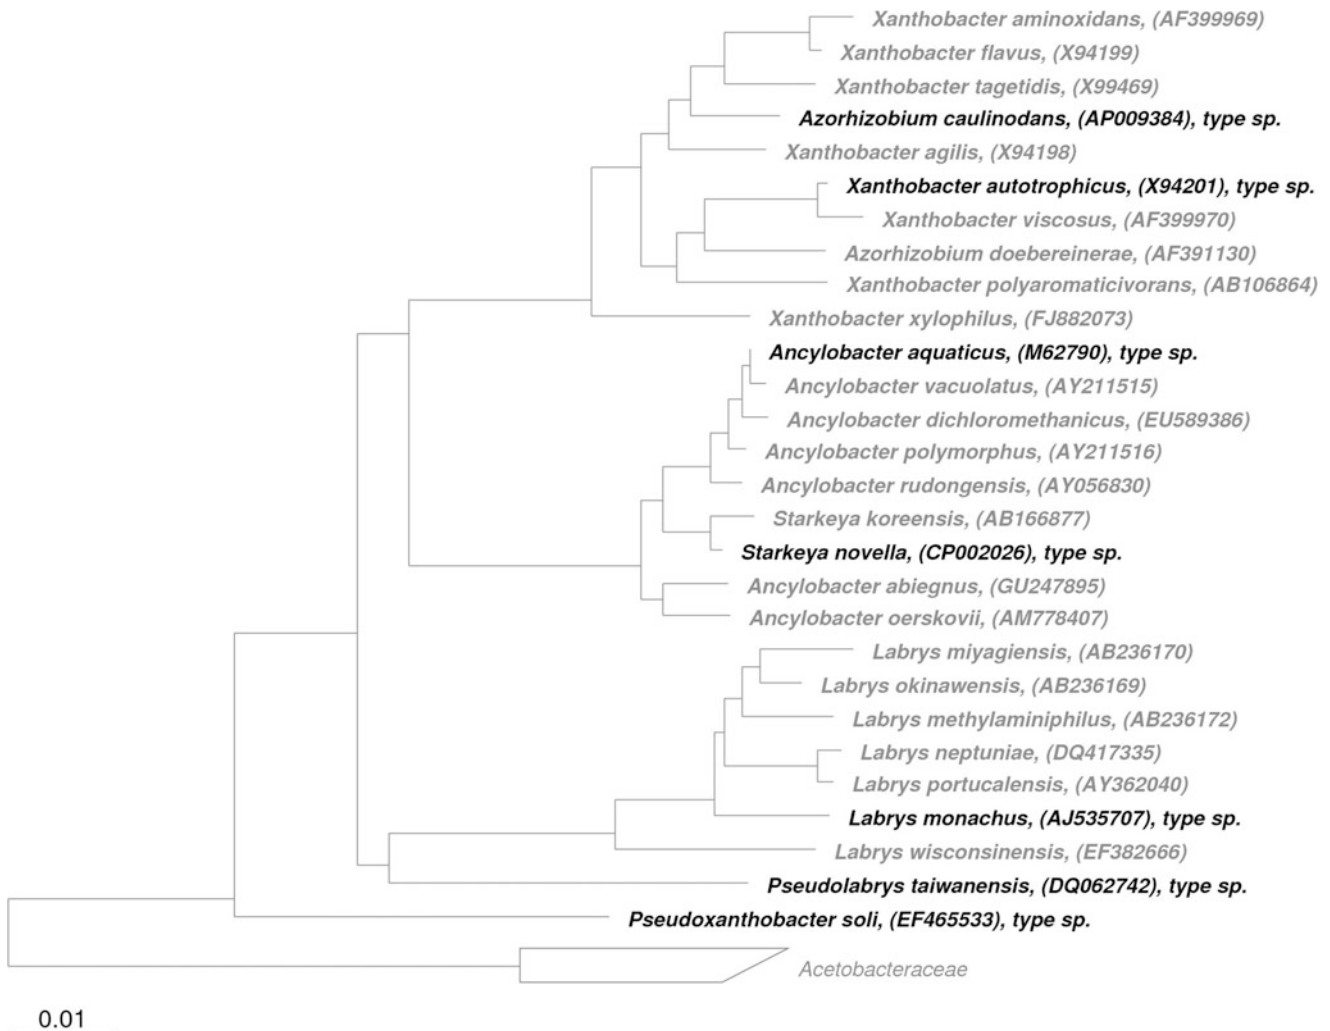 Xanthobacter aminoxidans, (AF399969)
Xanthobacter flavus, (X94199)
Xanthobacter tagetidis, (X99469)
Azorhizobium caulinodans, (AP009384), type sp.
Xanthobacter agilis, (X94198)
Xanthobacter autotrophicus, (X94201), type sp.
Xanthobacter viscosus, (AF399970)
Azorhizobium doebereinerae, (AF391130)
Xanthobacter polyaromaticivorans, (AB106864)
Xanthobacter xylophilus, (FJ882073)
Ancylobacter aquaticus, (M62790), type sp.
Ancylobacter vacuolatus, (AY211515)
Ancylobacter dichloromethanicus, (EU589386)
Ancylobacter polymorphus, (AY211516)
Ancylobacter rudongensis, (AY056830)
Starkeya koreensis, (AB166877)
Starkeya novella, (CP002026), type sp.
Ancylobacter abiegnus, (GU247895)
Ancylobacter oerskovii, (AM778407)
Labrys miyagiensis, (AB236170)
Labrys okinawensis, (AB236169)
Labrys methylaminiphilus, (AB236172)
Labrys neptuniae, (DQ417335)
Labrys portucalensis, (AY362040)
Labrys monachus, (AJ535707), type sp.
Labrys wisconsinensis, (EF382666)
Pseudolabrys taiwanensis, (DQ062742), type sp.
Pseudoxanthobacter soli, (EF465533), type sp.
Acetobacteraceae
0.01